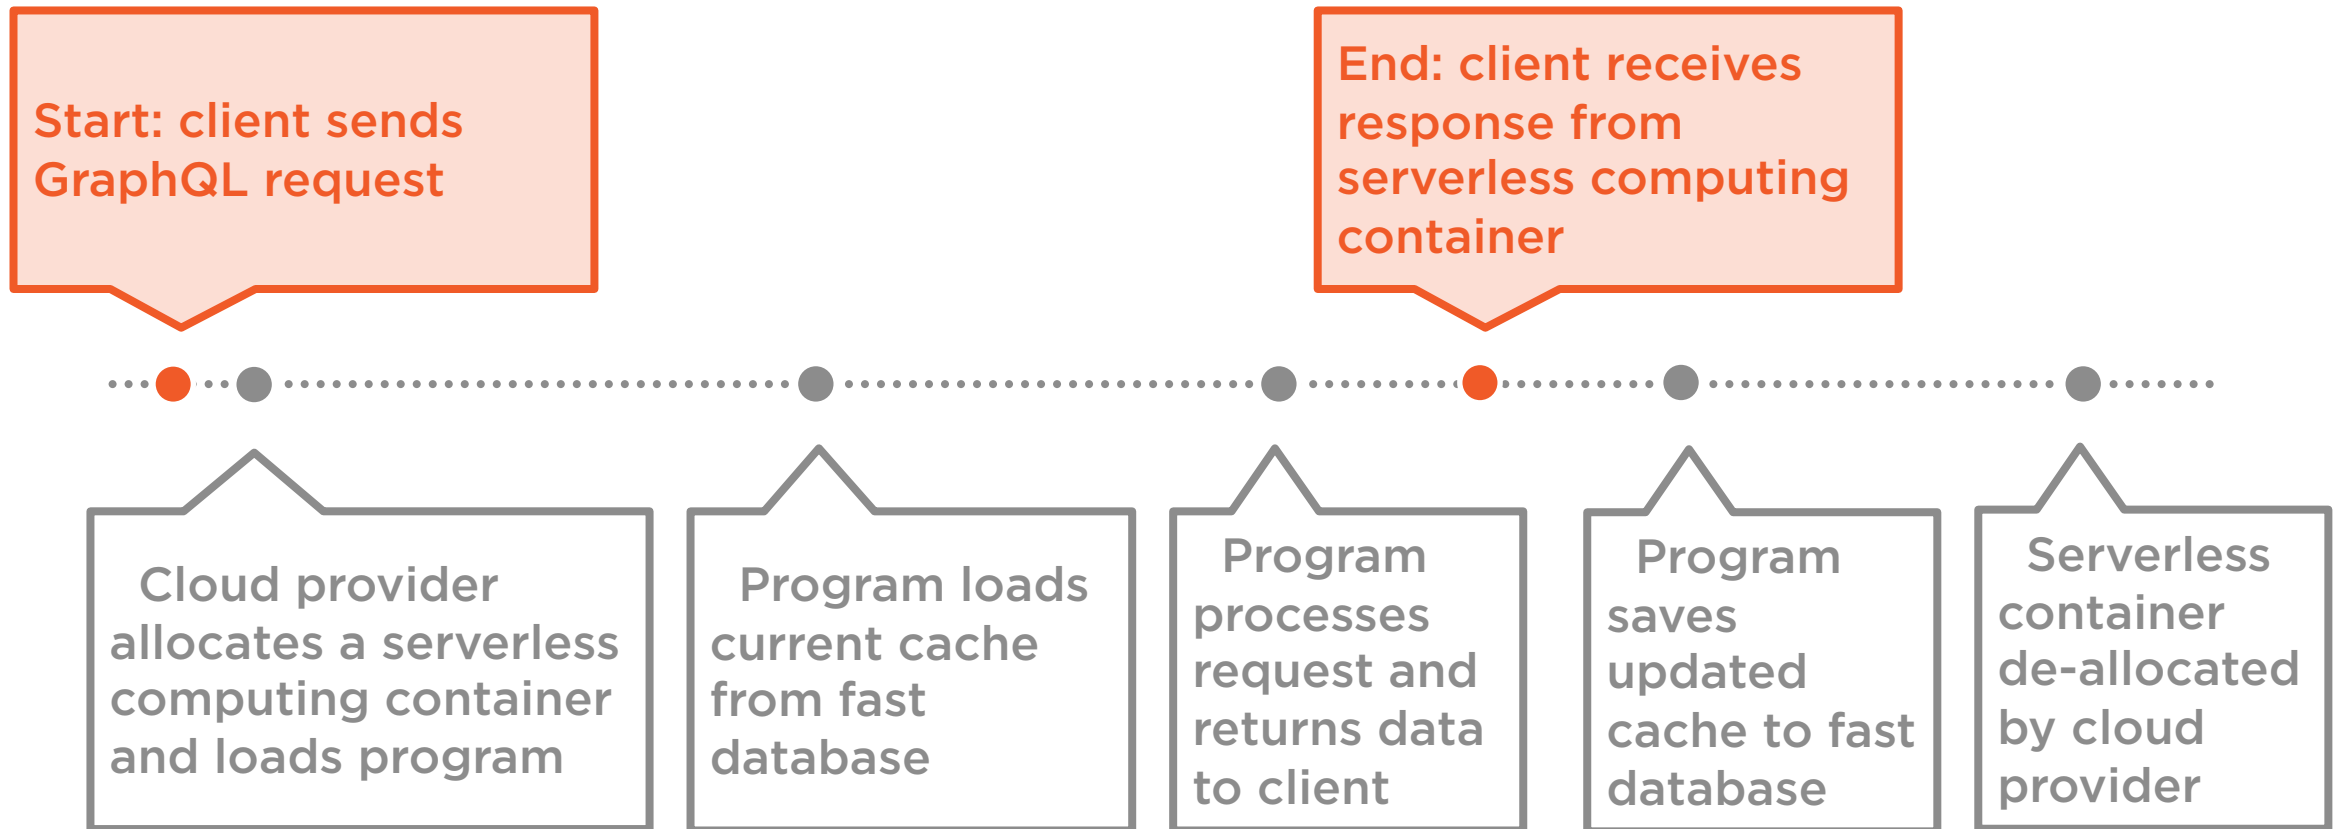 Start: client sends
GraphQL request
End: client receives
response from
serverless computing
container
Cloud provider
allocates a serverless
computing container
and loads program
Program loads
current cache
from fast
database
Program
processes
request and
returns data
to client
Program
saves
updated
cache to fast
database
Serverless
container
de-allocated
by cloud
provider